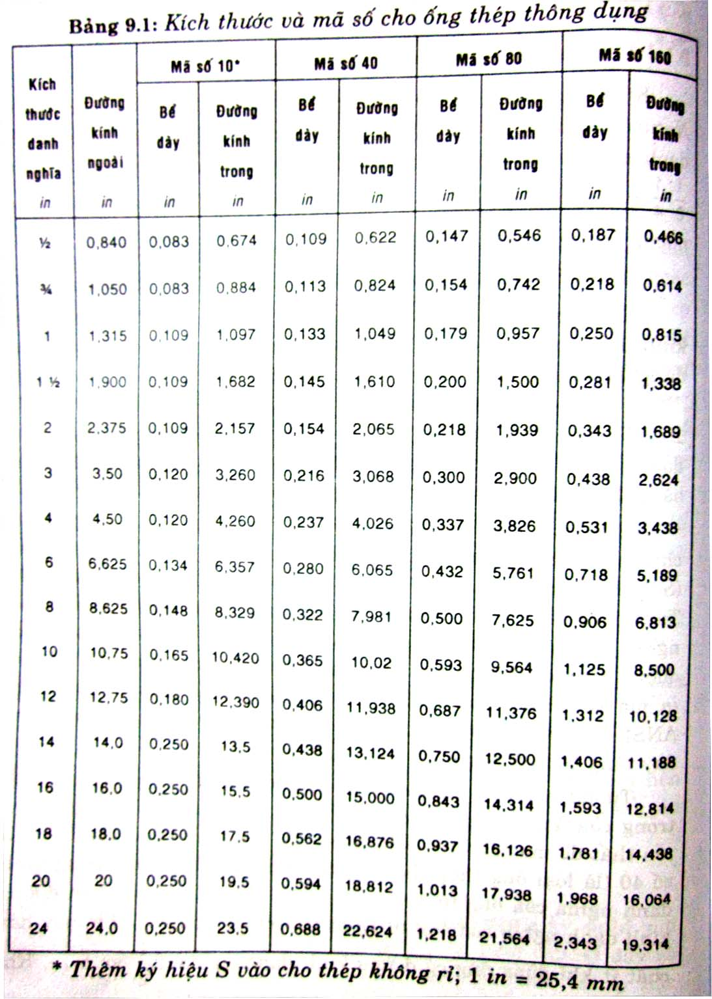 Bảng 9.1: Kích thước và mã số cho ống thép thông dụng
Kích thước danh nghĩa in | Đường kính ngoài in | Mã số 10* | Mã số 40 | Mã số 80 | Mã số 160
Bề dày in | Đường kính trong in | Bề dày in | Đường kính trong in | Bề dày in | Đường kính trong in | Bề dày in | Đường kính trong in
½ 0,840 0,083 0,674 0,109 0,622 0,147 0,546 0,187 0,466
¾ 1,050 0,083 0,884 0,113 0,824 0,154 0,742 0,218 0,614
1 1,315 0,109 1,097 0,133 1,049 0,179 0,957 0,250 0,815
1 ½ 1,900 0,109 1,682 0,145 1,610 0,200 1,500 0,281 1,338
2 2,375 0,109 2,157 0,154 2,065 0,218 1,939 0,343 1,689
3 3,50 0,120 3,260 0,216 3,068 0,300 2,900 0,438 2,624
4 4,50 0,120 4,260 0,237 4,026 0,337 3,826 0,531 3,438
6 6,625 0,134 6,357 0,280 6,065 0,432 5,761 0,718 5,189
8 8,625 0,148 8,329 0,322 7,981 0,500 7,625 0,906 6,813
10 10,75 0,165 10,420 0,365 10,02 0,593 9,564 1,125 8,500
12 12,75 0,180 12,390 0,406 11,938 0,687 11,376 1,312 10,128
14 14,0 0,250 13,5 0,438 13,124 0,750 12,500 1,406 11,188
16 16,0 0,250 15,5 0,500 15,000 0,843 14,314 1,593 12,814
18 18,0 0,250 17,5 0,562 16,876 0,937 16,126 1,781 14,438
20 20 0,250 19,5 0,594 18,812 1,013 17,938 1,968 16,064
24 24,0 0,250 23,5 0,688 22,624 1,218 21,564 2,343 19,314
* Thêm ký hiệu S vào cho thép không rỉ; 1 in = 25,4 mm